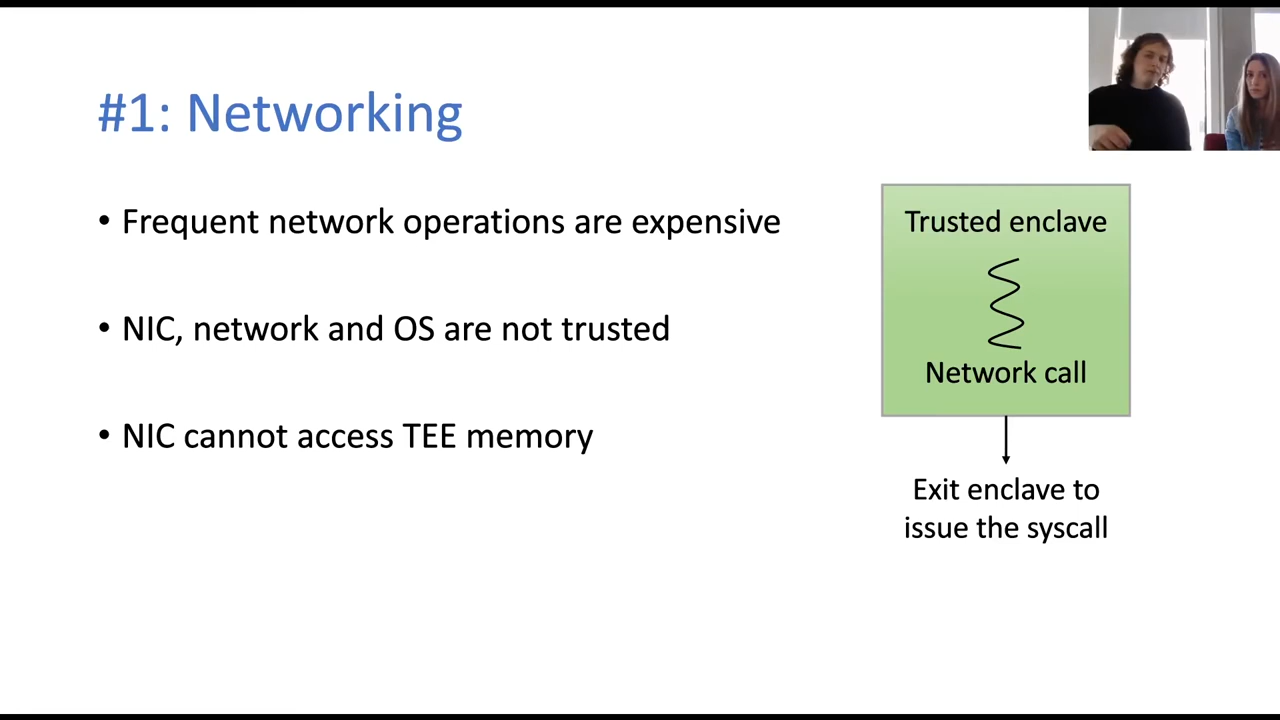 #1: Networking
• Frequent network operations are expensive
• NIC, network and OS are not trusted
• NIC cannot access TEE memory
Trusted enclave
Network call
Exit enclave to
issue the syscall